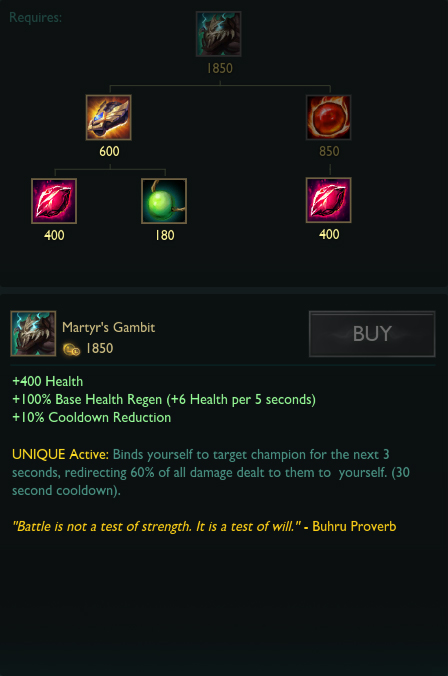 Requires:
1850
600
850
400
180
400
Martyr's Gambit
1850
BUY
+400 Health
+100% Base Health Regen (+6 Health per 5 seconds)
+10% Cooldown Reduction
UNIQUE Active: Binds yourself to target champion for the next 3
seconds, redirecting 60% of all damage dealt to them to yourself. (30
second cooldown).
"Battle is not a test of strength. It is a test of will." - Buhru Proverb